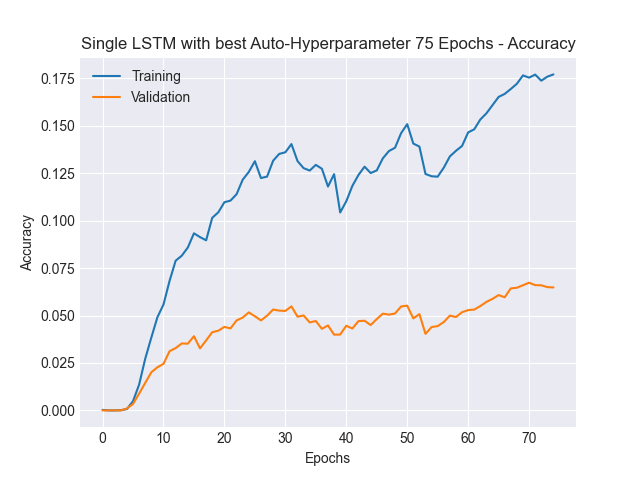 Single LSTM with best Auto-Hyperparameter 75 Epochs - Accuracy
Training
Validation
Accuracy
0.175
0.150
0.125
0.100
0.075
0.050
0.025
0.000
0 10 20 30 40 50 60 70
Epochs